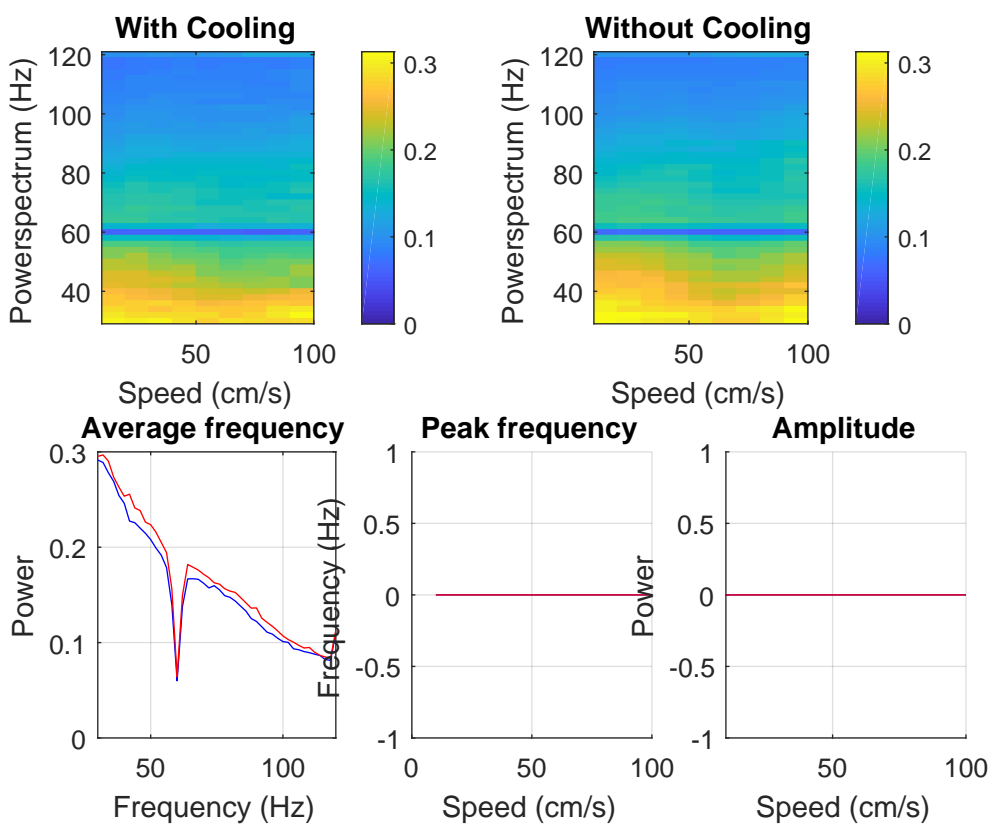 With Cooling
Powerspectrum (Hz)
120
100
80
60
40
50 100
Speed (cm/s)
0.3
0.2
0.1
0
Without Cooling
Powerspectrum (Hz)
120
100
80
60
40
50 100
Speed (cm/s)
0.3
0.2
0.1
0
Average frequency
Power
0.3
0.2
0.1
0
50 100
Frequency (Hz)
Peak frequency
Frequency (Hz)
1
0.5
0
-0.5
-1
0 50 100
Speed (cm/s)
Amplitude
Power
1
0.5
0
-0.5
-1
50 100
Speed (cm/s)